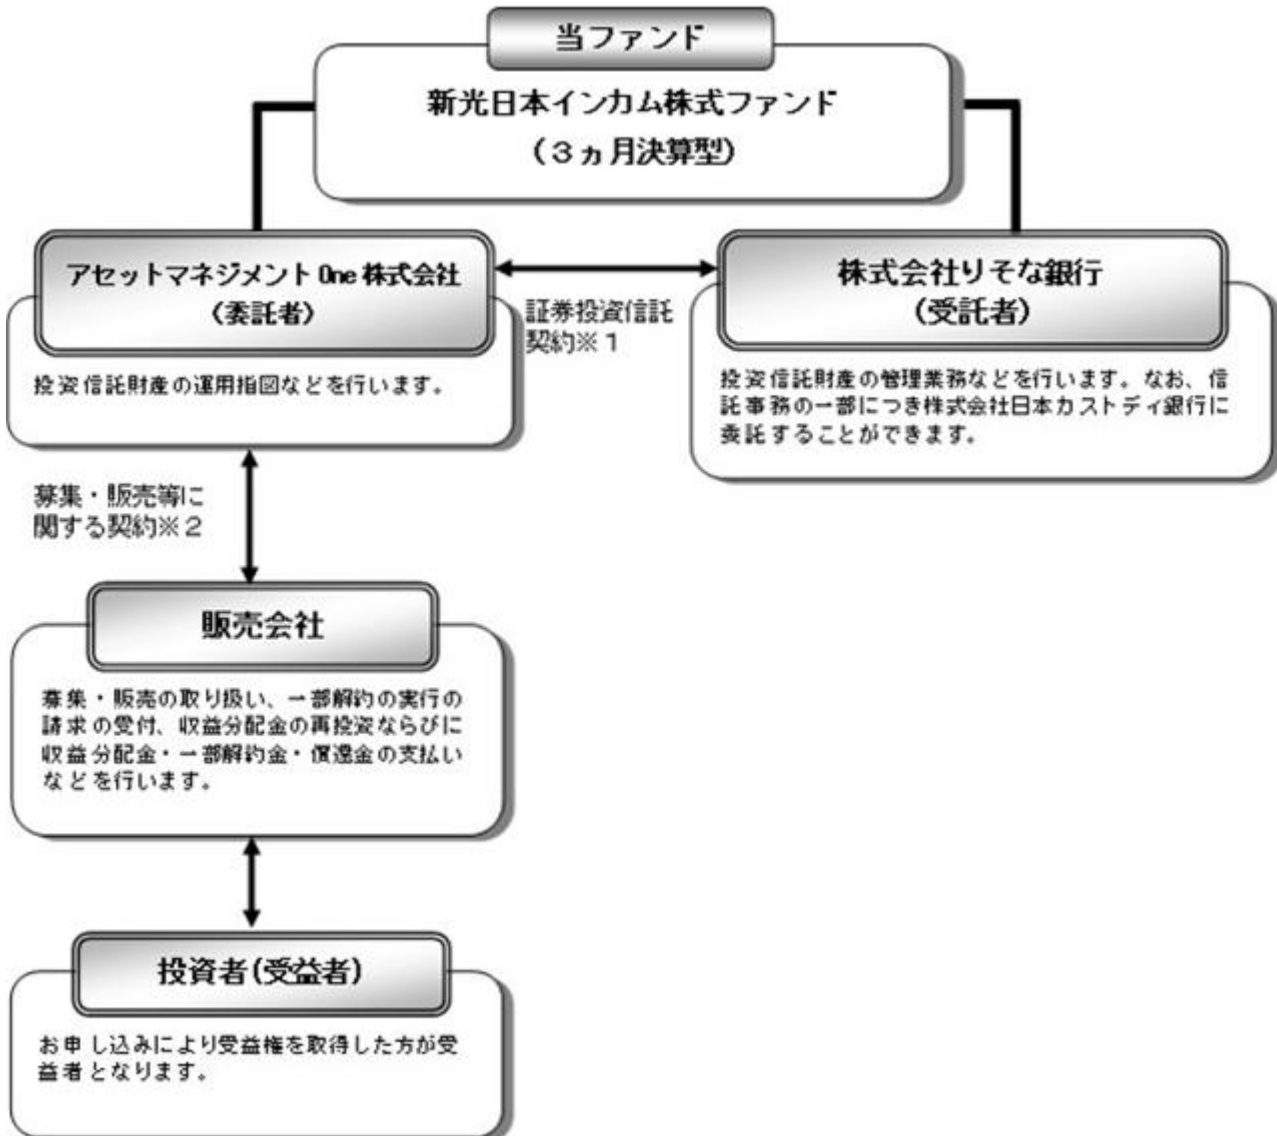 当ファンド
新光日本インカム株式ファンド
（３ヵ月決算型）
アセットマネジメント One 株式会社
（委託者）
投資信託財産の運用指図などを行います。
証券投資信託
契約※１
株式会社りそな銀行
（受託者）
投資信託財産の管理業務などを行います。なお、信
託事務の一部につき株式会社日本カストディ銀行に
委託することができます。
募集・販売等に
関する契約※２
販売会社
募集・販売の取り扱い、一部解約の実行の
請求の受付、収益分配金の再投資ならびに
収益分配金・一部解約金・償還金の支払い
などを行います。
投資者(受益者)
お申し込みにより受益権を取得した方が受
益者となります。